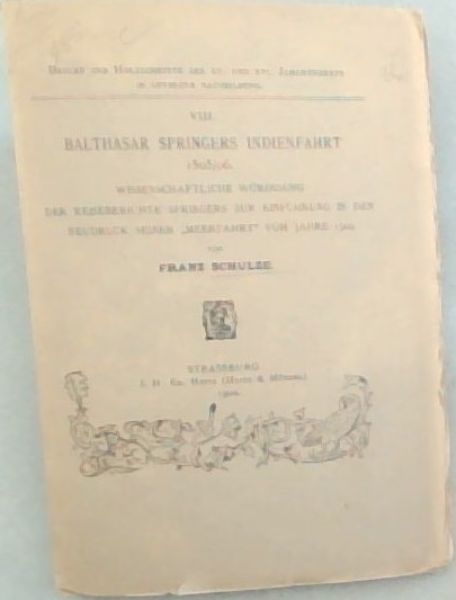 DRUCKE UND HOLZSCHNITTE DES XV. UND XVI. JAHRHUNDERTS
IN GETREUER NACHBILDUNG.
VIII.
BALTHASAR SPRINGERS INDIENFAHRT
1505/06.
WISSENSCHAFTLICHE WÜRDIGUNG
DER REISEBERICHTE SPRINGERS ZUR EINFÜHRUNG IN DEN
NEUDRUCK SEINER „MEERFAHRT" VOM JAHRE 1509
VON
FRANZ SCHULZE.
STRASSBURG
J. H. ED. HEITZ (HEITZ & MÜNDEL)
1902.